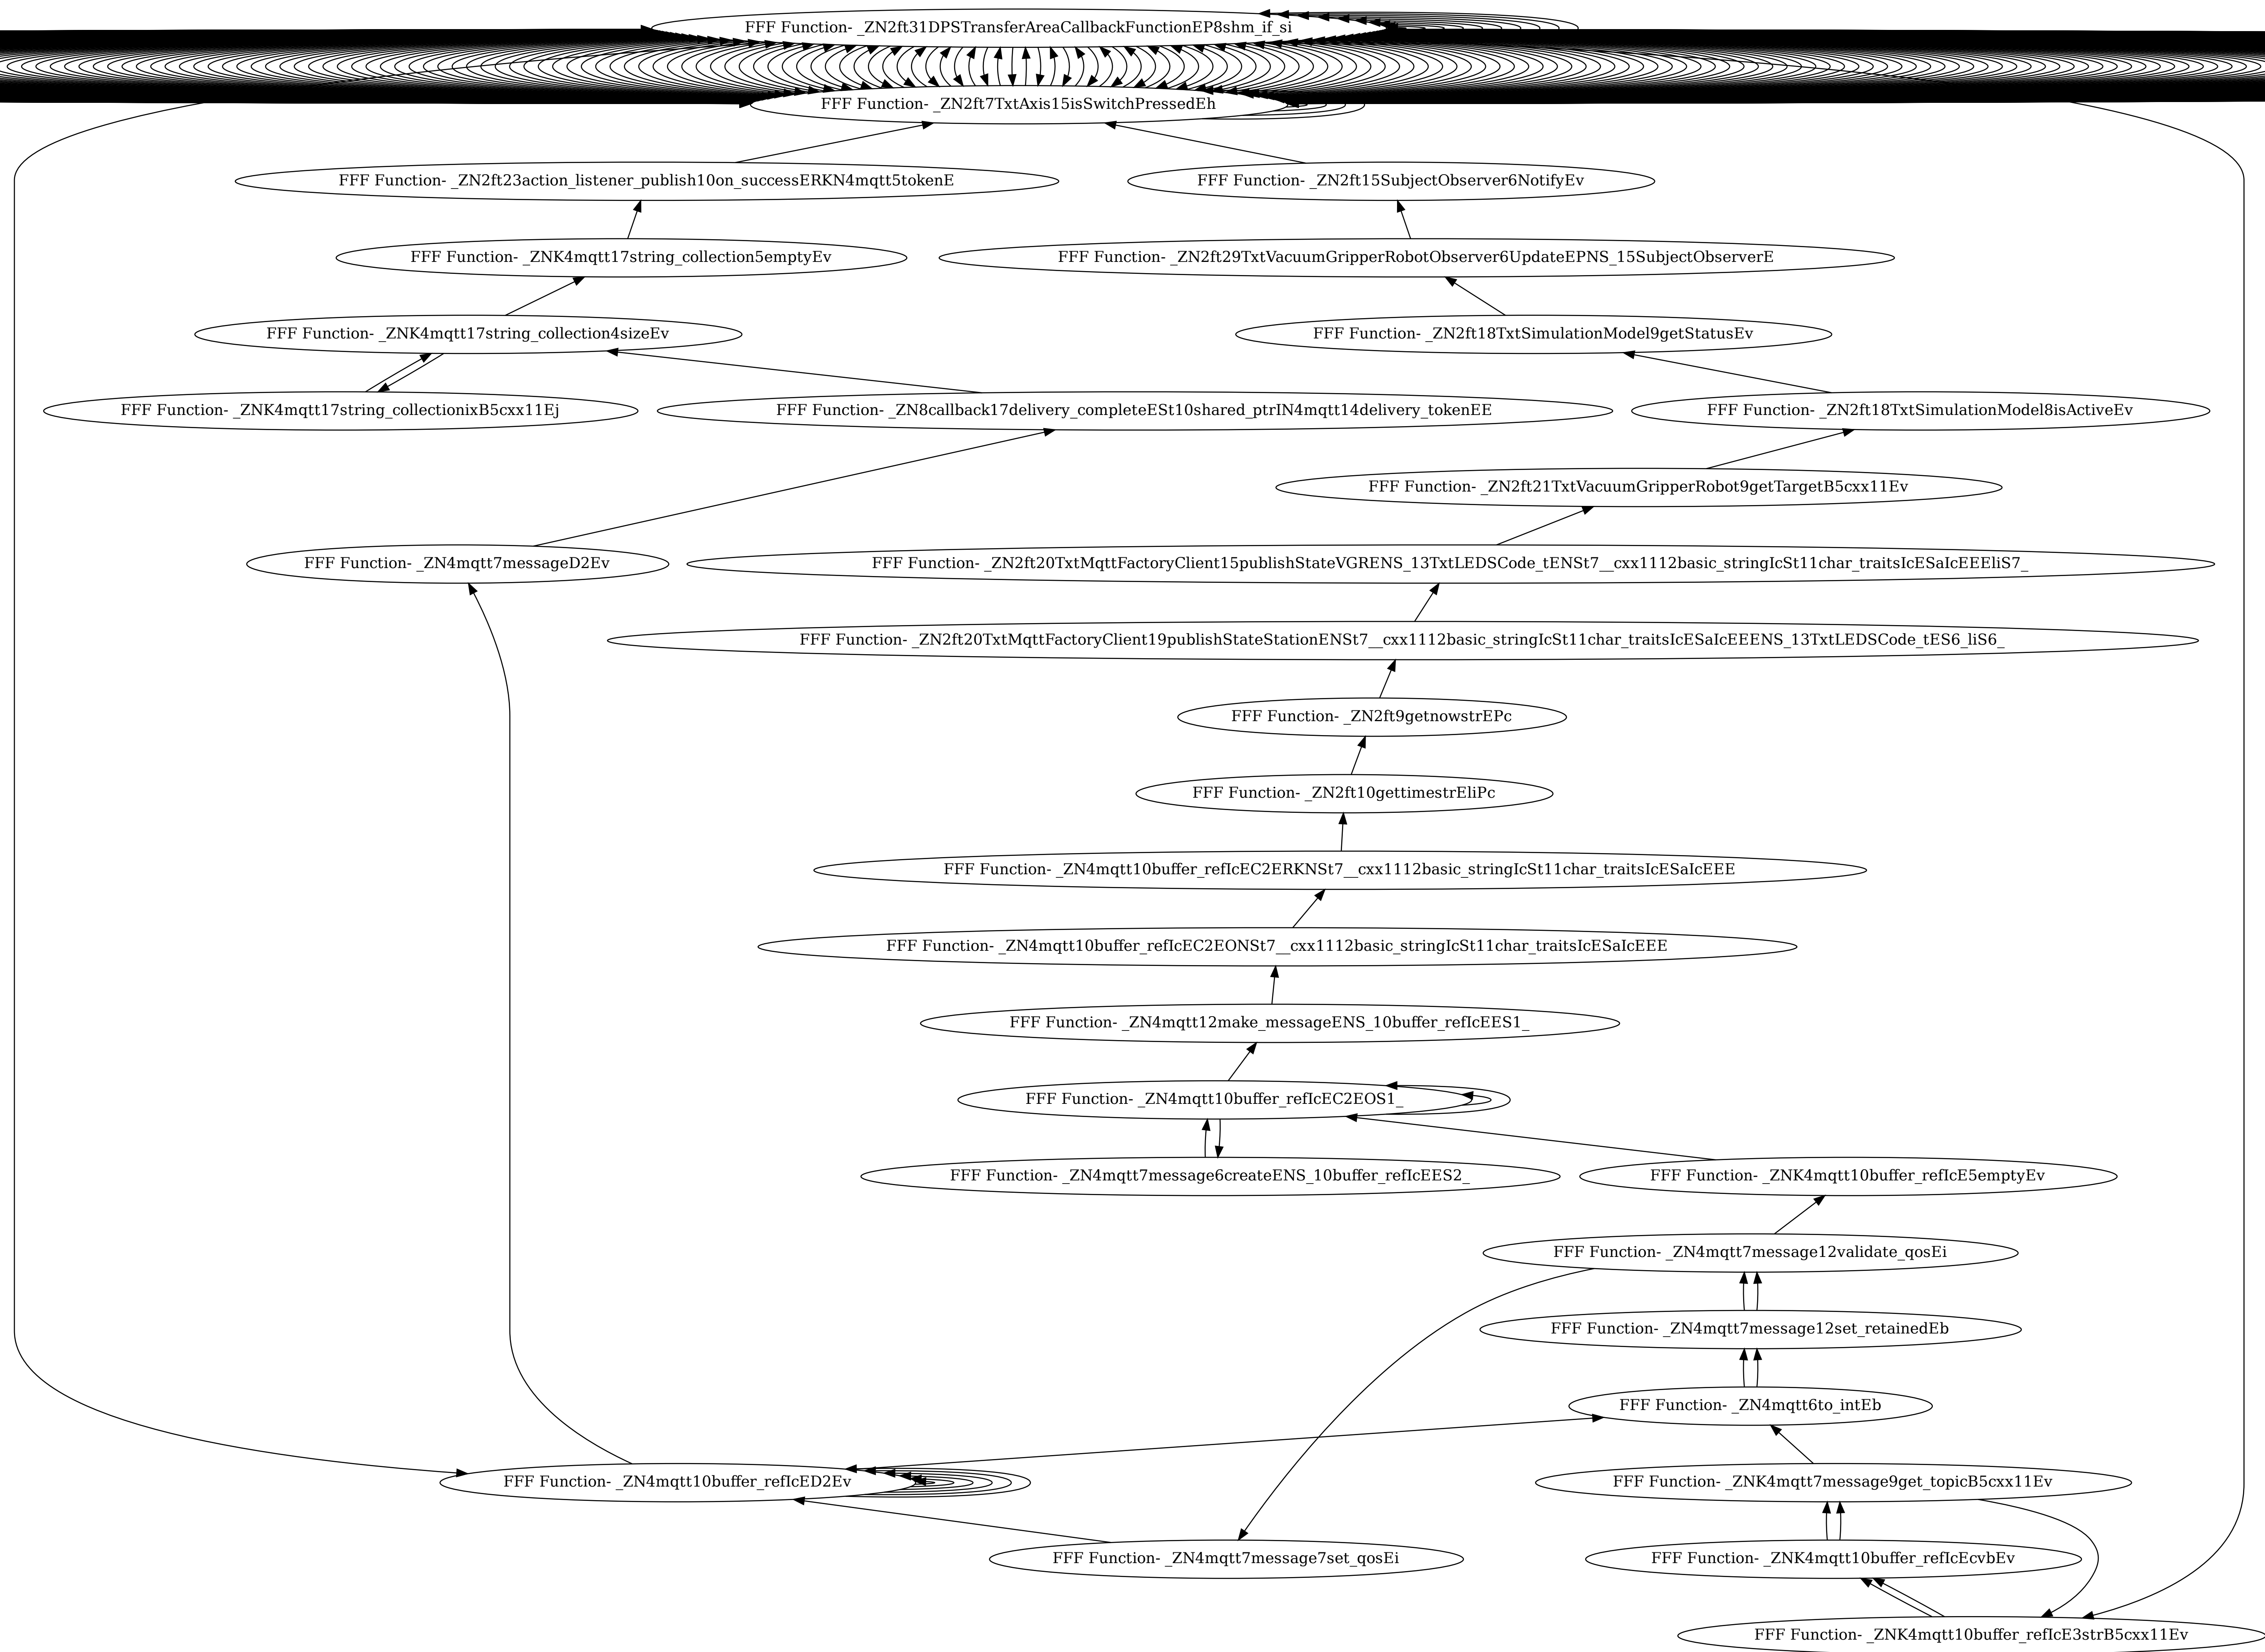 FFF Function- _ZN2ft31DPSTransferAreaCallbackFunctionEP8shm_if_si
FFF Function- _ZN2ft7TxtAxis15isSwitchPressedEh
FFF Function- _ZN2ft23action_listener_publish10on_successERKN4mqtt5tokenE
FFF Function- _ZN2ft15SubjectObserver6NotifyEv
FFF Function- _ZNK4mqtt17string_collection5emptyEv
FFF Function- _ZN2ft29TxtVacuumGripperRobotObserver6UpdateEPNS_15SubjectObserverE
FFF Function- _ZNK4mqtt17string_collection4sizeEv
FFF Function- _ZN2ft18TxtSimulationModel9getStatusEv
FFF Function- _ZNK4mqtt17string_collectionixB5cxx11Ej
FFF Function- _ZN8callback17delivery_completeESt10shared_ptrIN4mqtt14delivery_tokenEE
FFF Function- _ZN2ft18TxtSimulationModel8isActiveEv
FFF Function- _ZN2ft21TxtVacuumGripperRobot9getTargetB5cxx11Ev
FFF Function- _ZN4mqtt7messageD2Ev
FFF Function- _ZN2ft20TxtMqttFactoryClient15publishStateVGRENS_13TxtLEDSCode_tENSt7__cxx1112basic_stringIcSt11char_traitsIcESaIcEEEliS7_
FFF Function- _ZN2ft20TxtMqttFactoryClient19publishStateStationENSt7__cxx1112basic_stringIcSt11char_traitsIcESaIcEEENS_13TxtLEDSCode_tES6_liS6_
FFF Function- _ZN2ft9getnowstrEPc
FFF Function- _ZN2ft10gettimestrEliPc
FFF Function- _ZN4mqtt10buffer_refIcEC2ERKNSt7__cxx1112basic_stringIcSt11char_traitsIcESaIcEEE
FFF Function- _ZN4mqtt10buffer_refIcEC2EONSt7__cxx1112basic_stringIcSt11char_traitsIcESaIcEEE
FFF Function- _ZN4mqtt12make_messageENS_10buffer_refIcEES1_
FFF Function- _ZN4mqtt10buffer_refIcEC2EOS1_
FFF Function- _ZN4mqtt7message6createENS_10buffer_refIcEES2_
FFF Function- _ZNK4mqtt10buffer_refIcE5emptyEv
FFF Function- _ZN4mqtt7message12validate_qosEi
FFF Function- _ZN4mqtt7message12set_retainedEb
FFF Function- _ZN4mqtt6to_intEb
FFF Function- _ZN4mqtt10buffer_refIcED2Ev
FFF Function- _ZNK4mqtt7message9get_topicB5cxx11Ev
FFF Function- _ZN4mqtt7message7set_qosEi
FFF Function- _ZNK4mqtt10buffer_refIcEcvbEv
FFF Function- _ZNK4mqtt10buffer_refIcE3strB5cxx11Ev